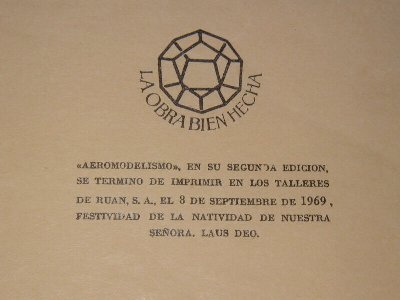 LA OBRA BIEN HECHA
«AEROMODELISMO», EN SU SEGUNDA EDICION,
SE TERMINO DE IMPRIMIR EN LOS TALLERES
DE RUAN, S. A., EL 8 DE SEPTIEMBRE DE 1969,
FESTIVIDAD DE LA NATIVIDAD DE NUESTRA
SEÑORA. LAUS DEO.